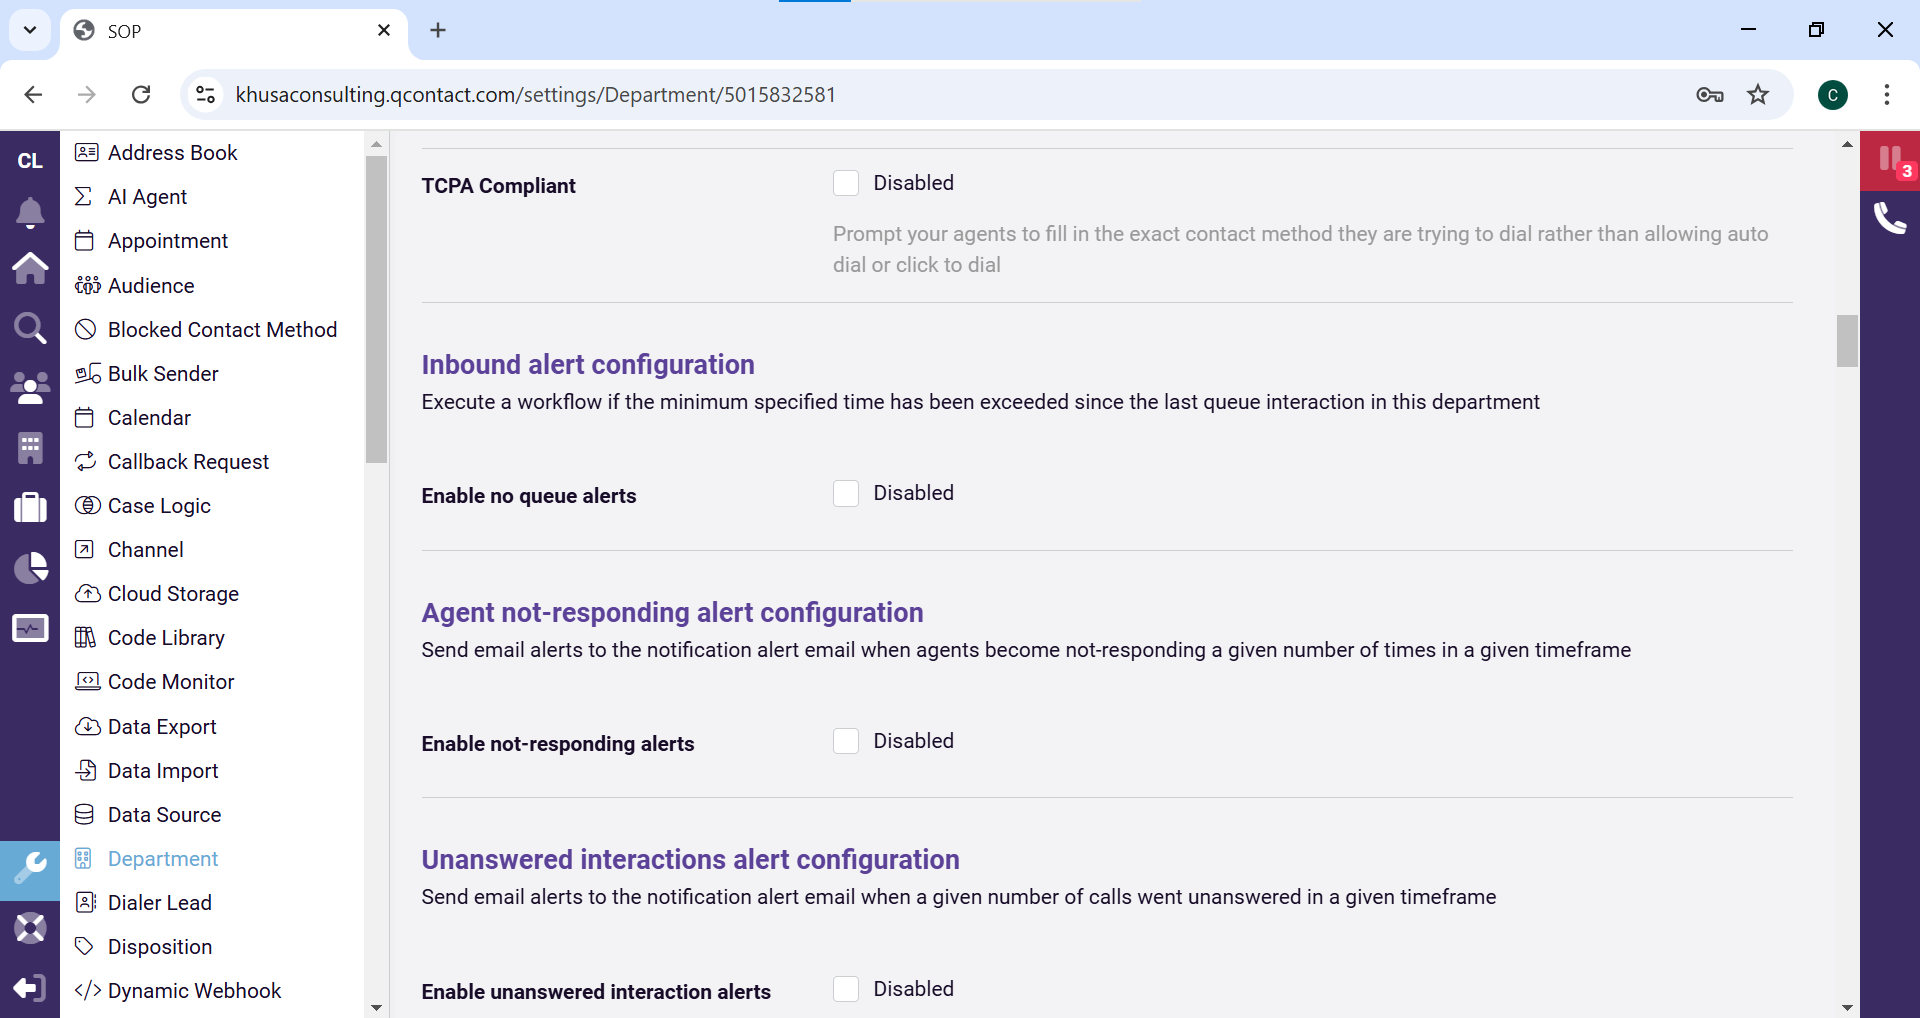 SOP
khusaconsulting.qcontact.com/settings/Department/5015832581
C
CL
3
Address Book
AI Agent
Appointment
Audience
Blocked Contact Method
Bulk Sender
Calendar
Callback Request
Case Logic
Channel
Cloud Storage
Code Library
Code Monitor
Data Export
Data Import
Data Source
Department
Dialer Lead
Disposition
Dynamic Webhook
TCPA Compliant
Disabled
Prompt your agents to fill in the exact contact method they are trying to dial rather than allowing auto
dial or click to dial
Inbound alert configuration
Execute a workflow if the minimum specified time has been exceeded since the last queue interaction in this department
Enable no queue alerts
Disabled
Agent not-responding alert configuration
Send email alerts to the notification alert email when agents become not-responding a given number of times in a given timeframe
Enable not-responding alerts
Disabled
Unanswered interactions alert configuration
Send email alerts to the notification alert email when a given number of calls went unanswered in a given timeframe
Enable unanswered interaction alerts
Disabled